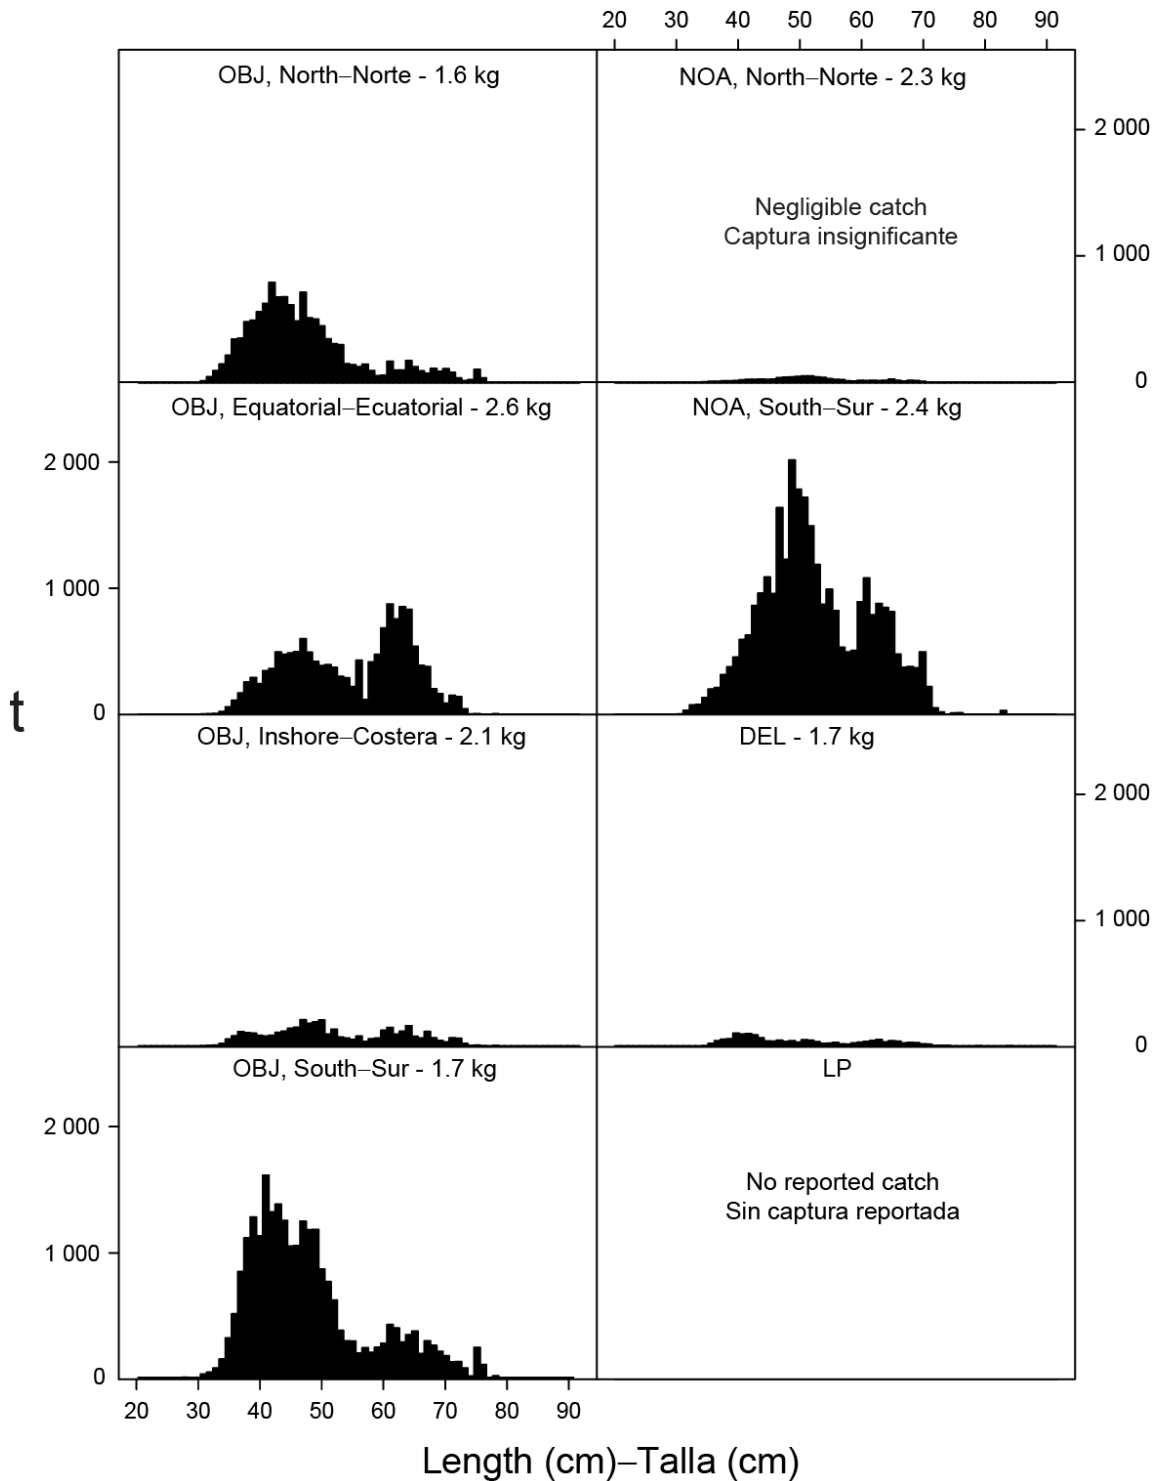 20 30 40 50 60 70 80 90
OBJ, North–Norte - 1.6 kg
NOA, North–Norte - 2.3 kg
2 000
Negligible catch
Captura insignificante
1 000
0
OBJ, Equatorial–Ecuatorial - 2.6 kg
NOA, South–Sur - 2.4 kg
2 000
1 000
0
t
OBJ, Inshore–Costera - 2.1 kg
DEL - 1.7 kg
2 000
1 000
0
OBJ, South–Sur - 1.7 kg
LP
2 000
No reported catch
Sin captura reportada
1 000
0
20 30 40 50 60 70 80 90
Length (cm)–Talla (cm)